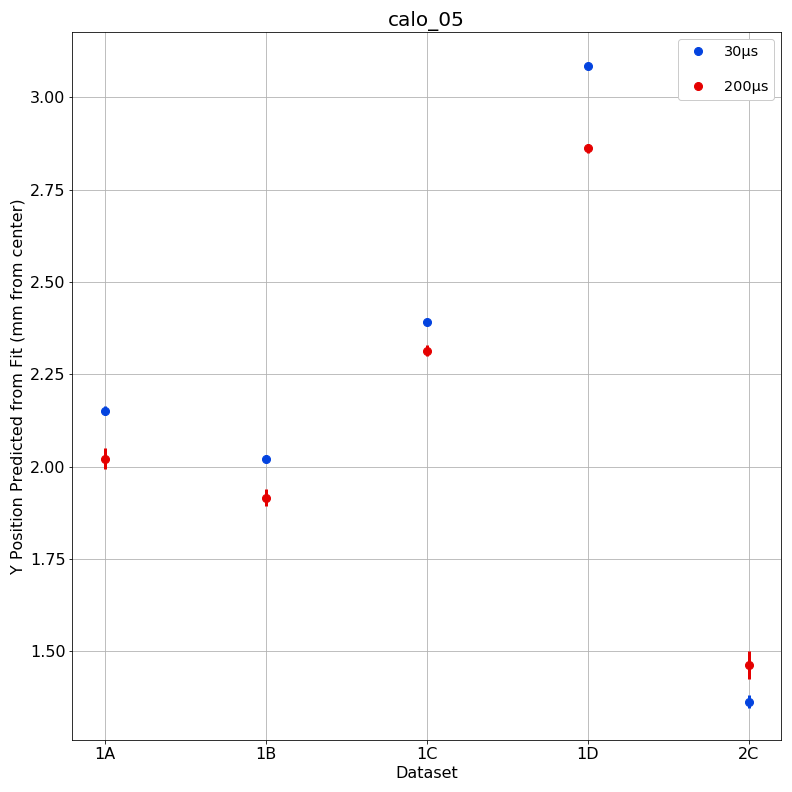 calo_05
30μs
200μs
3.00
2.75
2.50
2.25
2.00
1.75
1.50
Y Position Predicted from Fit (mm from center)
1A 1B 1C 1D 2C
Dataset